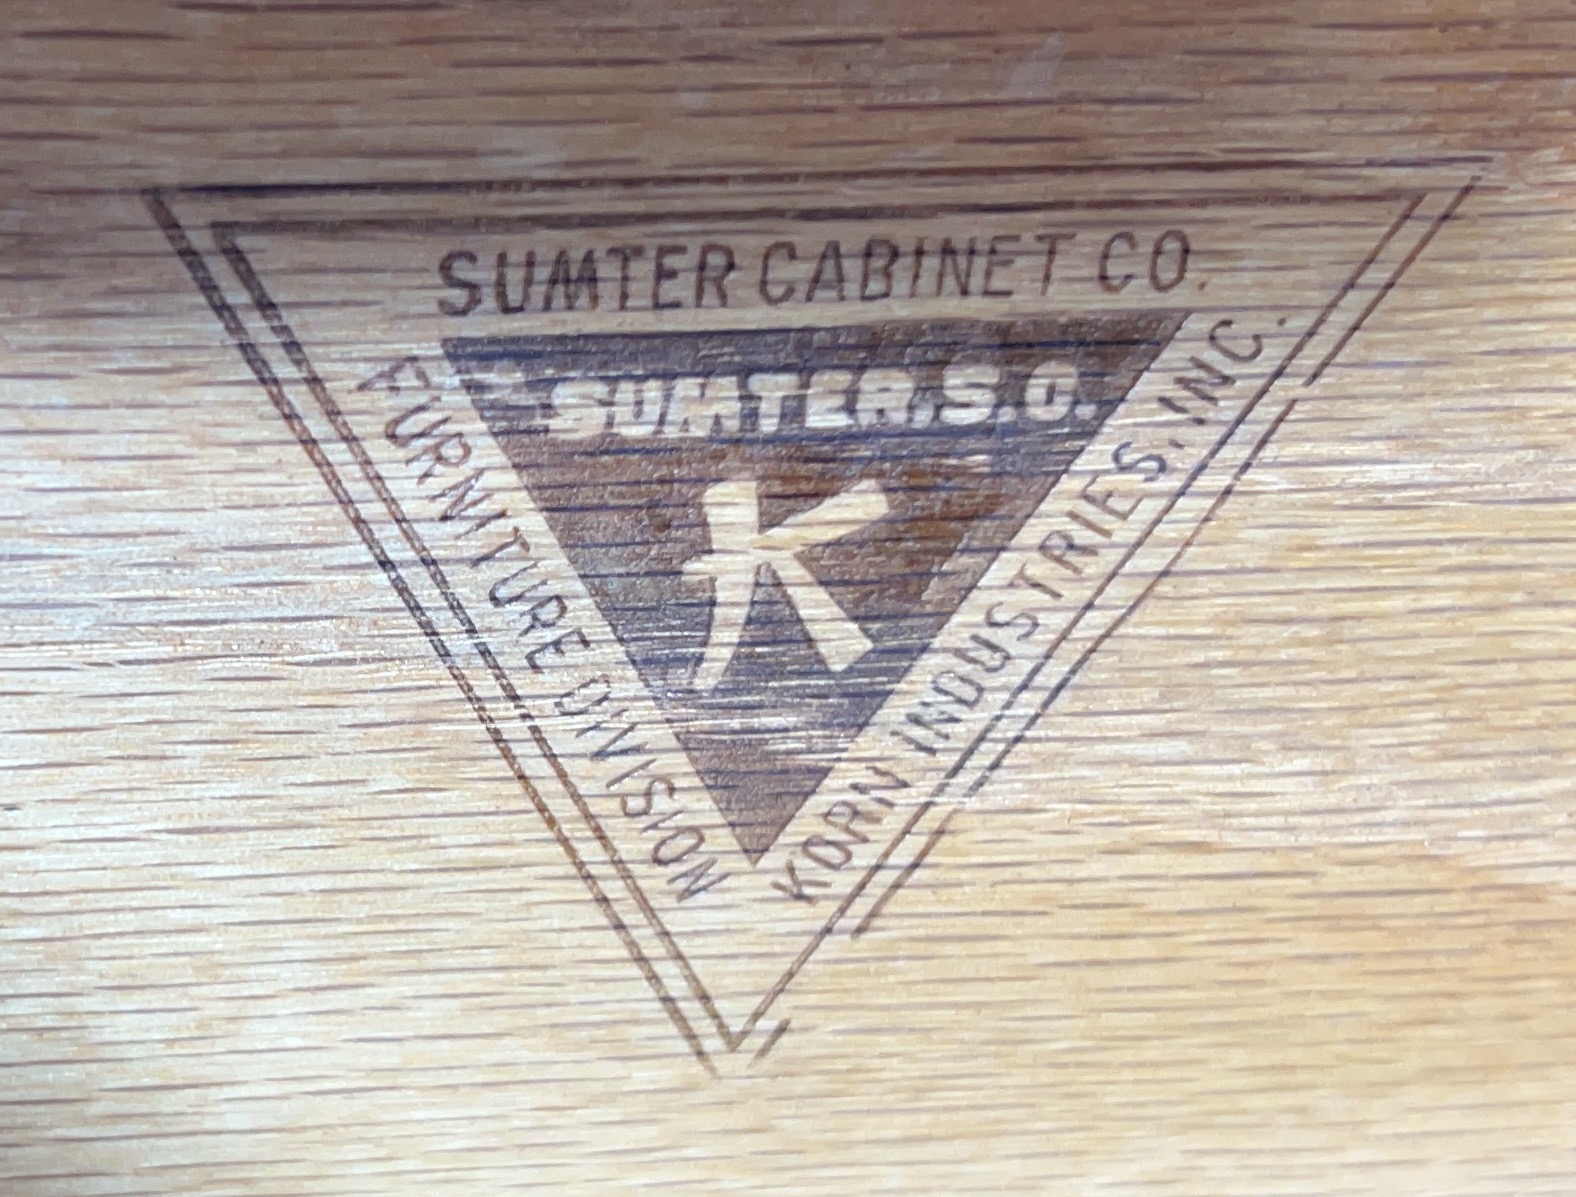 SUMTER CABINET CO.
SUMTER, S.C.
K
FURNITURE DIVISION
KORN INDUSTRIES, INC.